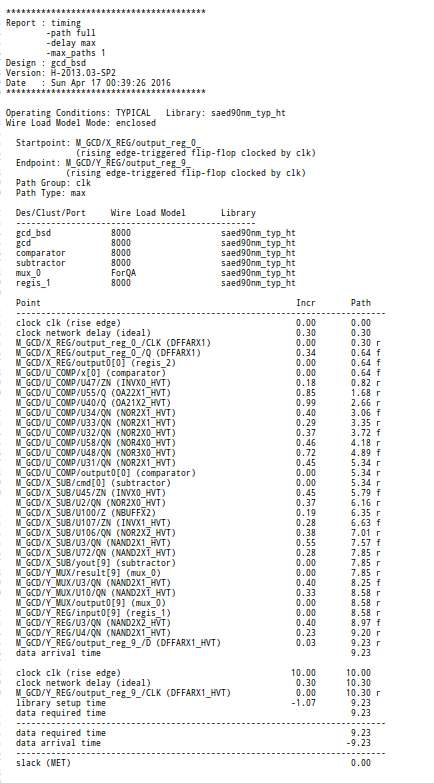 ****************************************
Report : timing
-path full
-delay max
-max_paths 1
Design : gcd_bsd
Version: H-2013.03-SP2
Date : Sun Apr 17 00:39:26 2016
****************************************
Operating Conditions: TYPICAL Library: saed90nm_typ_ht
Wire Load Model Mode: enclosed
Startpoint: M_GCD/X_REG/output_reg_0_
(rising edge-triggered flip-flop clocked by clk)
Endpoint: M_GCD/Y_REG/output_reg_9_
(rising edge-triggered flip-flop clocked by clk)
Path Group: clk
Path Type: max
Des/Clust/Port Wire Load Model Library
------------------------------------------------
gcd_bsd 8000 saed90nm_typ_ht
gcd 8000 saed90nm_typ_ht
comparator 8000 saed90nm_typ_ht
subtractor 8000 saed90nm_typ_ht
mux_0 ForQA saed90nm_typ_ht
regis_1 8000 saed90nm_typ_ht
Point Incr Path
--------------------------------------------------------------------------
clock clk (rise edge) 0.00 0.00
clock network delay (ideal) 0.30 0.30
M_GCD/X_REG/output_reg_0_/CLK (DFFARX1) 0.00 0.30 r
M_GCD/X_REG/output_reg_0_/Q (DFFARX1) 0.34 0.64 f
M_GCD/X_REG/output0[0] (regis_2) 0.00 0.64 f
M_GCD/U_COMP/x[0] (comparator) 0.00 0.64 f
M_GCD/U_COMP/U47/ZN (INVX0_HVT) 0.18 0.82 r
M_GCD/U_COMP/U55/Q (OA22X1_HVT) 0.85 1.68 r
M_GCD/U_COMP/U40/Q (OA21X2_HVT) 0.99 2.66 r
M_GCD/U_COMP/U34/QN (NOR2X1_HVT) 0.40 3.06 f
M_GCD/U_COMP/U33/QN (NOR2X1_HVT) 0.29 3.35 r
M_GCD/U_COMP/U32/QN (NOR2X0_HVT) 0.37 3.72 f
M_GCD/U_COMP/U58/QN (NOR4X0_HVT) 0.46 4.18 r
M_GCD/U_COMP/U48/QN (NOR3X0_HVT) 0.72 4.89 f
M_GCD/U_COMP/U31/QN (NOR2X1_HVT) 0.45 5.34 r
M_GCD/U_COMP/output0[0] (comparator) 0.00 5.34 r
M_GCD/X_SUB/cmd[0] (subtractor) 0.00 5.34 r
M_GCD/X_SUB/U45/ZN (INVX0_HVT) 0.45 5.79 f
M_GCD/X_SUB/U2/QN (NOR2X0_HVT) 0.37 6.16 r
M_GCD/X_SUB/U100/Z (NBUFFX2) 0.19 6.35 r
M_GCD/X_SUB/U107/ZN (INVX1_HVT) 0.28 6.63 f
M_GCD/X_SUB/U106/QN (NOR2X2_HVT) 0.38 7.01 r
M_GCD/X_SUB/U3/QN (NAND2X1_HVT) 0.55 7.57 f
M_GCD/X_SUB/U72/QN (NAND2X1_HVT) 0.28 7.85 r
M_GCD/X_SUB/yout[9] (subtractor) 0.00 7.85 r
M_GCD/Y_MUX/result[9] (mux_0) 0.00 7.85 r
M_GCD/Y_MUX/U3/QN (NAND2X1_HVT) 0.40 8.25 f
M_GCD/Y_MUX/U10/QN (NAND2X1_HVT) 0.33 8.58 r
M_GCD/Y_MUX/output0[9] (mux_0) 0.00 8.58 r
M_GCD/Y_REG/input0[9] (regis_1) 0.00 8.58 r
M_GCD/Y_REG/U3/QN (NAND2X2_HVT) 0.40 8.97 f
M_GCD/Y_REG/U4/QN (NAND2X1_HVT) 0.23 9.20 r
M_GCD/Y_REG/output_reg_9_/D (DFFARX1_HVT) 0.03 9.23 r
data arrival time 9.23
clock clk (rise edge) 10.00 10.00
clock network delay (ideal) 0.30 10.30
M_GCD/Y_REG/output_reg_9_/CLK (DFFARX1_HVT) 0.00 10.30 r
library setup time -1.07 9.23
data required time 9.23
--------------------------------------------------------------------------
data required time 9.23
data arrival time -9.23
--------------------------------------------------------------------------
slack (MET) 0.00